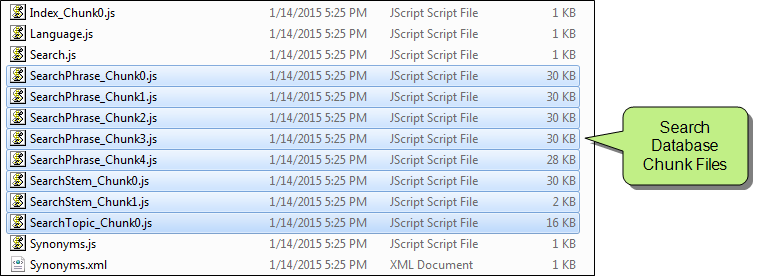 Index_Chunk0.js 1/14/2015 5:25 PM JScript Script File 1 KB
Language.js 1/14/2015 5:25 PM JScript Script File 1 KB
Search.js 1/14/2015 5:25 PM JScript Script File 1 KB
SearchPhrase_Chunk0.js 1/14/2015 5:25 PM JScript Script File 30 KB
SearchPhrase_Chunk1.js 1/14/2015 5:25 PM JScript Script File 30 KB
SearchPhrase_Chunk2.js 1/14/2015 5:25 PM JScript Script File 30 KB
SearchPhrase_Chunk3.js 1/14/2015 5:25 PM JScript Script File 30 KB
SearchPhrase_Chunk4.js 1/14/2015 5:25 PM JScript Script File 28 KB
SearchStem_Chunk0.js 1/14/2015 5:25 PM JScript Script File 30 KB
SearchStem_Chunk1.js 1/14/2015 5:25 PM JScript Script File 2 KB
SearchTopic_Chunk0.js 1/14/2015 5:25 PM JScript Script File 16 KB
Synonyms.js 1/14/2015 5:25 PM JScript Script File 1 KB
Synonyms.xml 1/14/2015 5:25 PM XML Document 1 KB
Search
Database
Chunk Files